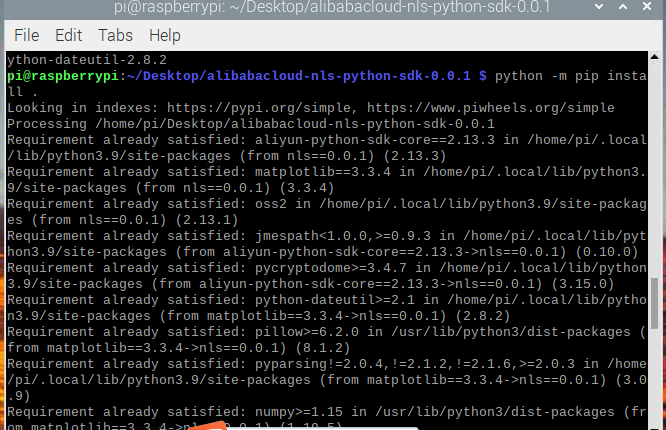 pi@raspberrypi: ~/Desktop/alibabacloud-nls-python-sdk-0.0.1
File Edit Tabs Help
ython-dateutil-2.8.2
pi@raspberrypi:~/Desktop/alibabacloud-nls-python-sdk-0.0.1 $ python -m pip insta
ll .
Looking in indexes: https://pypi.org/simple, https://www.piwheels.org/simple
Processing /home/pi/Desktop/alibabacloud-nls-python-sdk-0.0.1
Requirement already satisfied: aliyun-python-sdk-core==2.13.3 in /home/pi/.local
/lib/python3.9/site-packages (from nls==0.0.1) (2.13.3)
Requirement already satisfied: matplotlib==3.3.4 in /home/pi/.local/lib/python3.
9/site-packages (from nls==0.0.1) (3.3.4)
Requirement already satisfied: oss2 in /home/pi/.local/lib/python3.9/site-packag
es (from nls==0.0.1) (2.13.1)
Requirement already satisfied: jmespath<1.0.0,>=0.9.3 in /home/pi/.local/lib/pyt
hon3.9/site-packages (from aliyun-python-sdk-core==2.13.3->nls==0.0.1) (0.10.0)
Requirement already satisfied: pycryptodome>=3.4.7 in /home/pi/.local/lib/python
3.9/site-packages (from aliyun-python-sdk-core==2.13.3->nls==0.0.1) (3.15.0)
Requirement already satisfied: python-dateutil>=2.1 in /home/pi/.local/lib/pytho
n3.9/site-packages (from matplotlib==3.3.4->nls==0.0.1) (2.8.2)
Requirement already satisfied: pillow>=6.2.0 in /usr/lib/python3/dist-packages (
from matplotlib==3.3.4->nls==0.0.1) (8.1.2)
Requirement already satisfied: pyparsing!=2.0.4,!=2.1.2,!=2.1.6,>=2.0.3 in /home
/pi/.local/lib/python3.9/site-packages (from matplotlib==3.3.4->nls==0.0.1) (3.0
.9)
Requirement already satisfied: numpy>=1.15 in /usr/lib/python3/dist-packages (fr
om matplotlib==3.3.4->